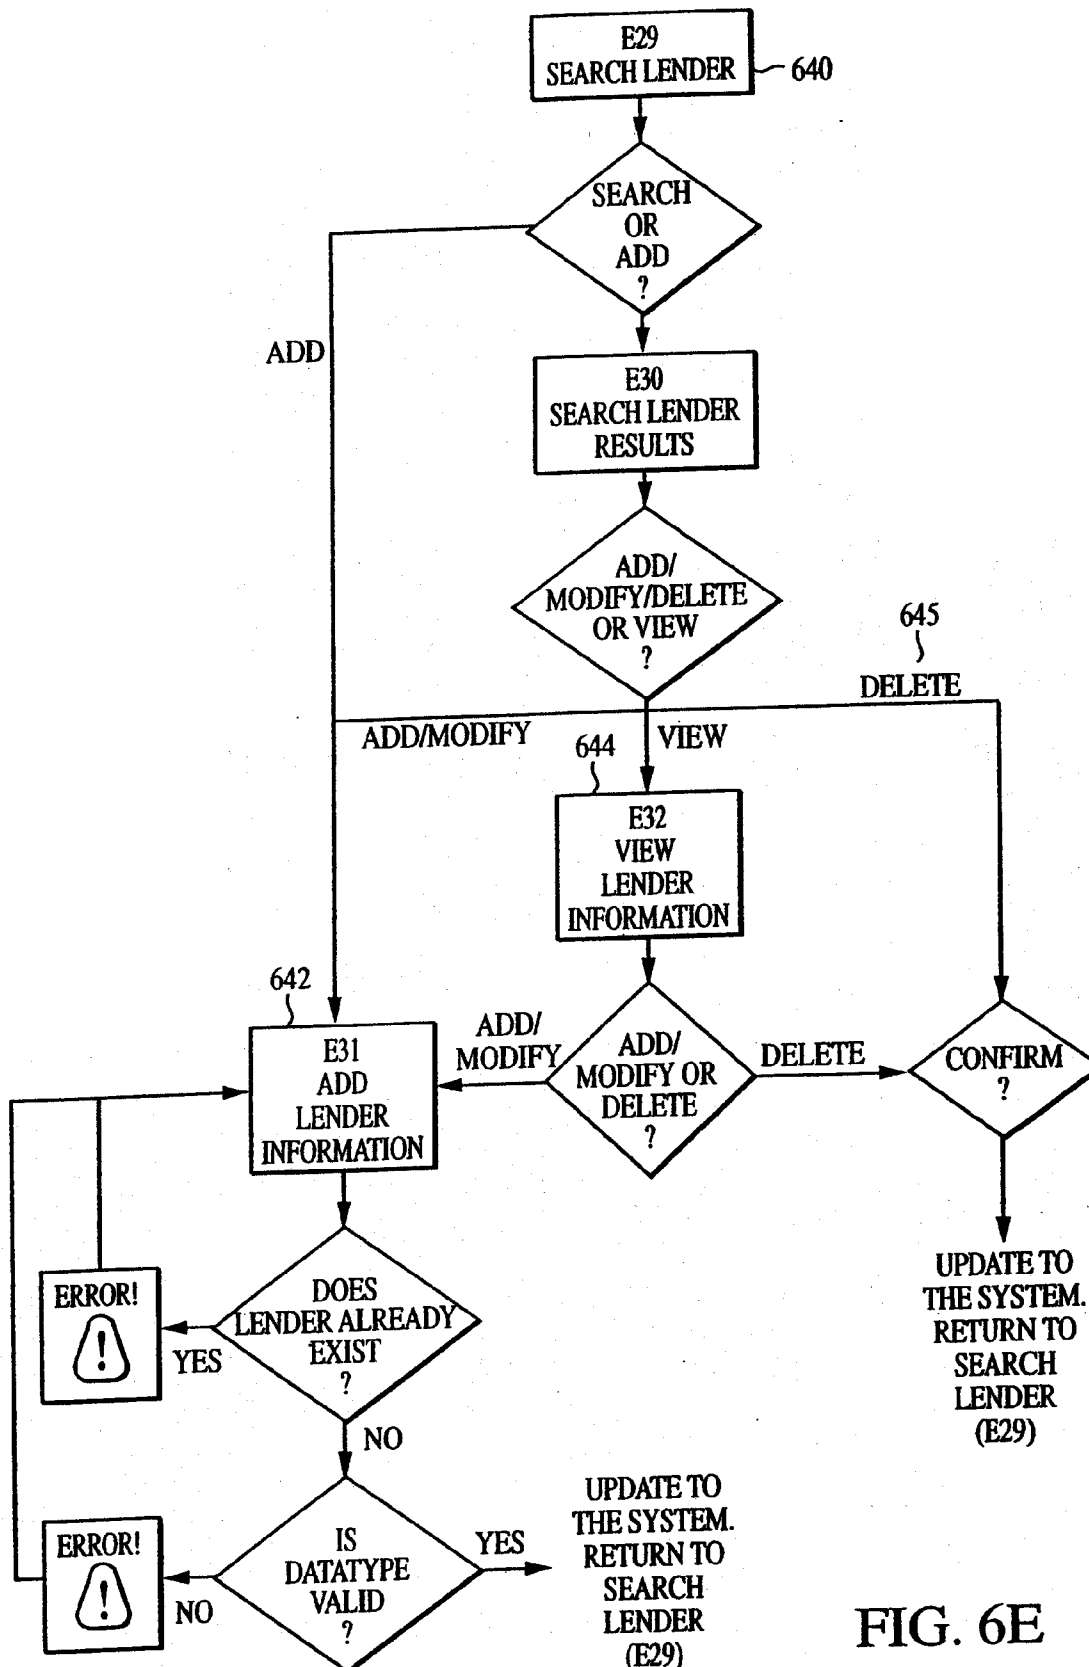 E29
SEARCH LENDER
640
SEARCH
OR
ADD
?
ADD
E30
SEARCH LENDER
RESULTS
ADD/
MODIFY/DELETE
OR VIEW
?
645
DELETE
ADD/MODIFY
VIEW
644
E32
VIEW
LENDER
INFORMATION
642
E31
ADD
LENDER
INFORMATION
ADD/
MODIFY
ADD/
MODIFY OR
DELETE
?
DELETE
CONFIRM
?
ERROR!
!
YES
DOES
LENDER ALREADY
EXIST
?
NO
UPDATE TO
THE SYSTEM.
RETURN TO
SEARCH
LENDER
(E29)
ERROR!
!
NO
IS
DATATYPE
VALID
?
YES
UPDATE TO
THE SYSTEM.
RETURN TO
SEARCH
LENDER
(E29)
FIG. 6E